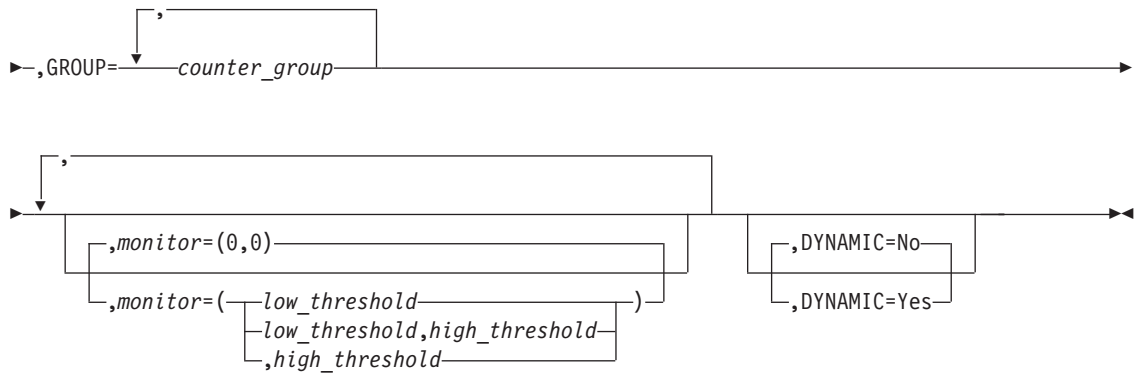 ,
,GROUP= counter_group
,
,monitor=(0,0) ,DYNAMIC=No
,monitor=( low_threshold ) ,DYNAMIC=Yes
low_threshold,high_threshold
,high_threshold